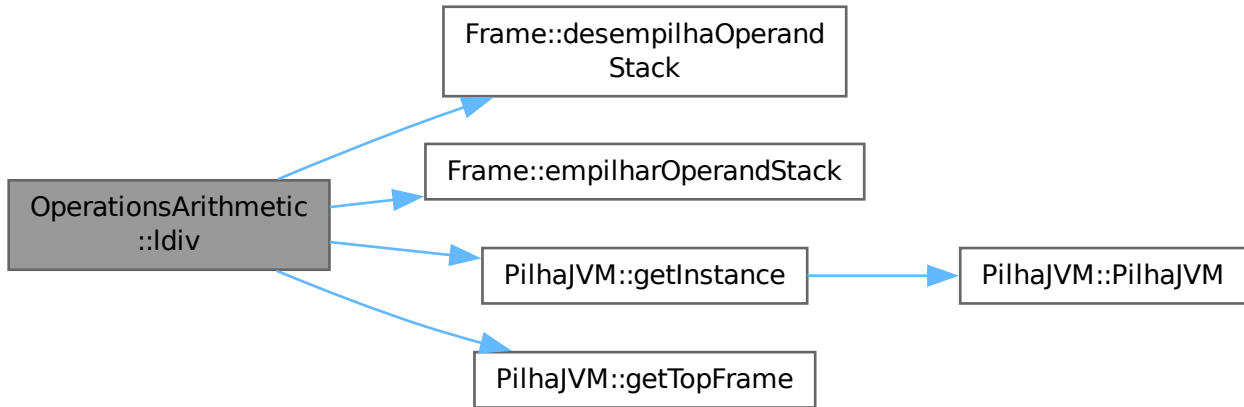 Frame::desempilhaOperand
Stack
Frame::empilharOperandStack
OperationsArithmetic
::ldiv
PilhaJVM::getInstance
PilhaJVM::PilhaJVM
PilhaJVM::getTopFrame